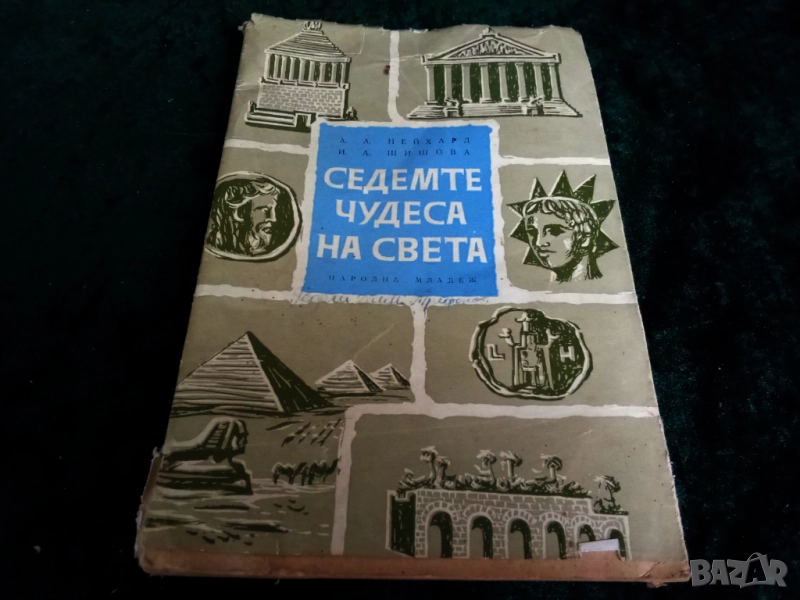 А. А. НЕЙХАРД
И. А. ШИШОВА
СЕДЕМТЕ
ЧУДЕСА
НА СВЕТА
НАРОДНА МЛАДЕЖ
BAZAR